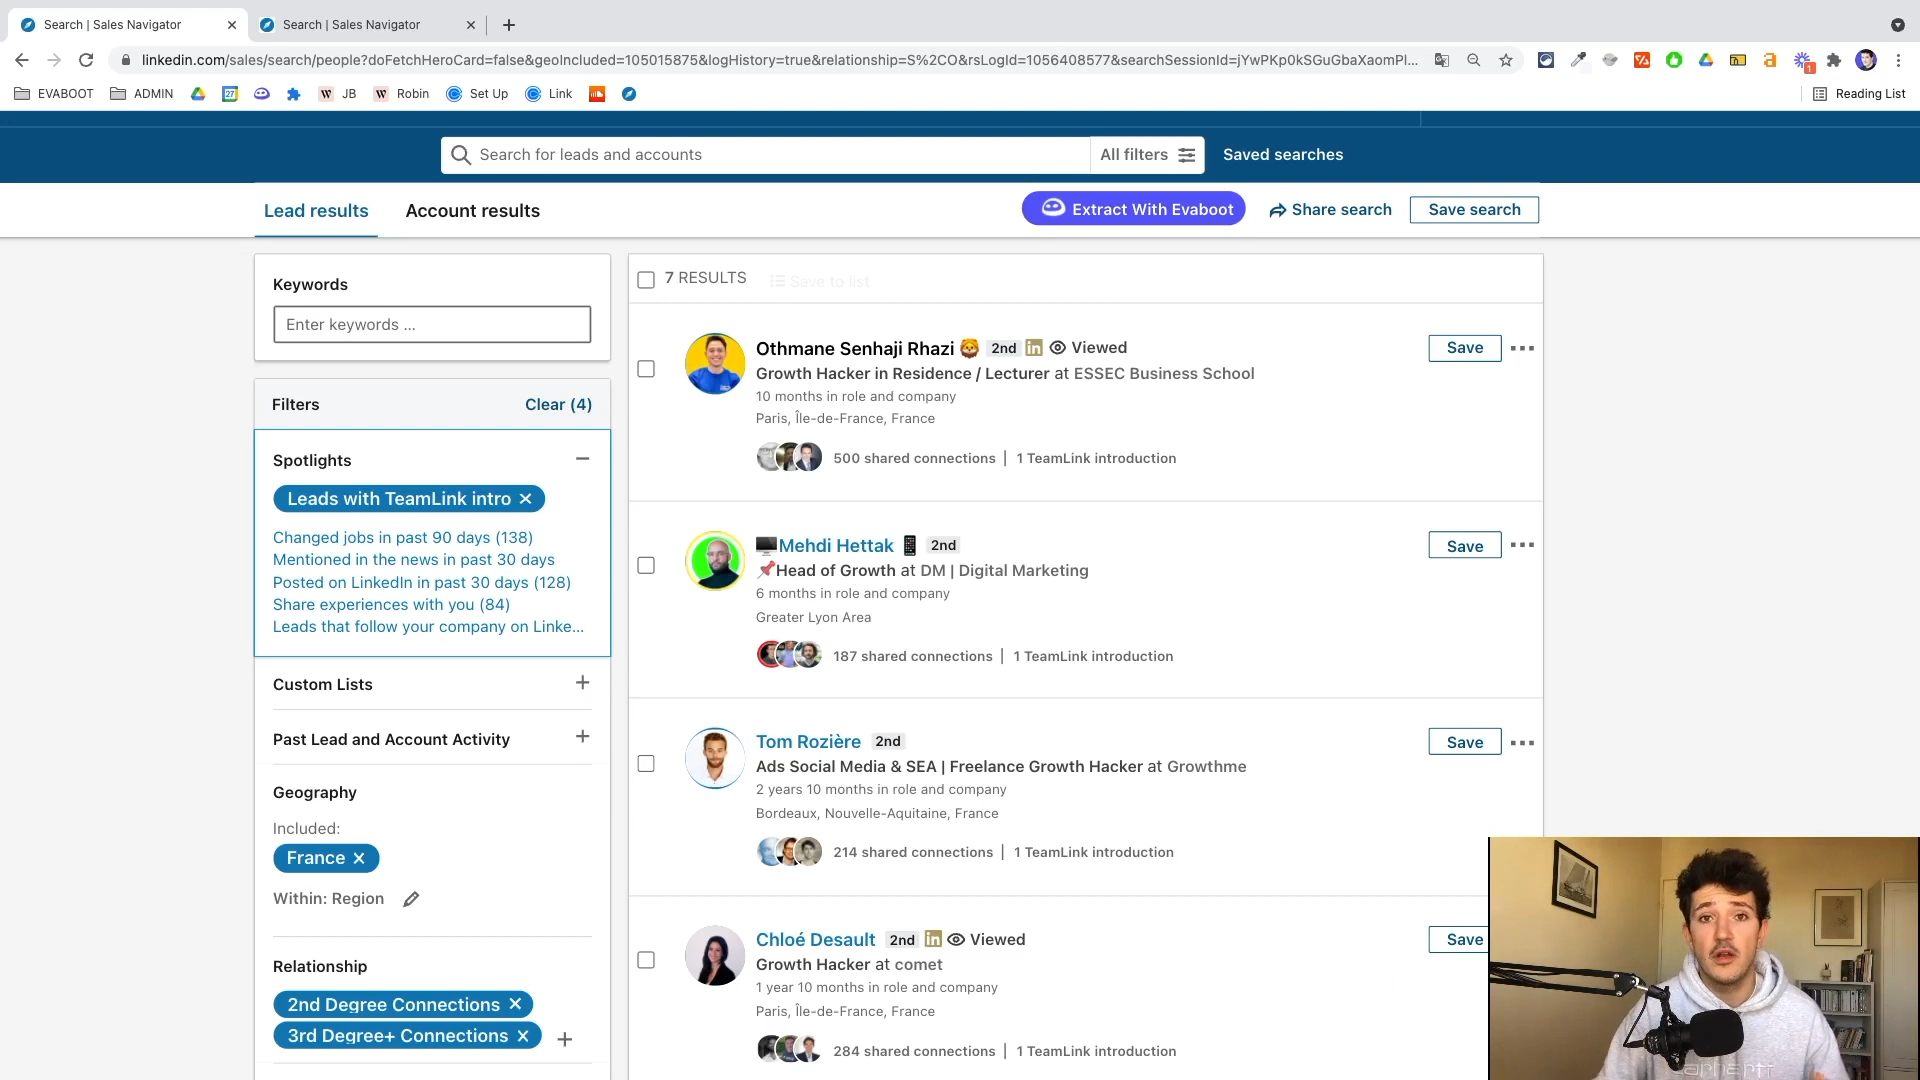 Search | Sales Navigator
Search | Sales Navigator
linkedin.com/sales/search/people?doFetchHeroCard=false&geoIncluded=105015875&logHistory=true&relationship=S%2CO&rsLogId=1056408577&searchSessionId=jYwPKp0kSGuGbaXaomPl...
1
EVABOOT
ADMIN
27
W JB
W Robin
Set Up
Link
Reading List
Search for leads and accounts
All filters
Saved searches
Lead results
Account results
Extract With Evaboot
Share search
Save search
Keywords
Enter keywords ...
Filters
Clear (4)
Spotlights
Leads with TeamLink intro
Changed jobs in past 90 days (138)
Mentioned in the news in past 30 days
Posted on LinkedIn in past 30 days (128)
Share experiences with you (84)
Leads that follow your company on Linke...
Custom Lists
Past Lead and Account Activity
Geography
Included:
France
Within: Region
Relationship
2nd Degree Connections
3rd Degree+ Connections
7 RESULTS
Save to list
Othmane Senhaji Rhazi 🦁 2nd in Viewed
Growth Hacker in Residence / Lecturer at ESSEC Business School
10 months in role and company
Paris, Île-de-France, France
500 shared connections | 1 TeamLink introduction
Save
🖥️Mehdi Hettak 📱 2nd
📌Head of Growth at DM | Digital Marketing
6 months in role and company
Greater Lyon Area
187 shared connections | 1 TeamLink introduction
Save
Tom Rozière 2nd
Ads Social Media & SEA | Freelance Growth Hacker at Growthme
2 years 10 months in role and company
Bordeaux, Nouvelle-Aquitaine, France
214 shared connections | 1 TeamLink introduction
Save
Chloé Desault 2nd in Viewed
Growth Hacker at comet
1 year 10 months in role and company
Paris, Île-de-France, France
284 shared connections | 1 TeamLink introduction
Save
carhartt